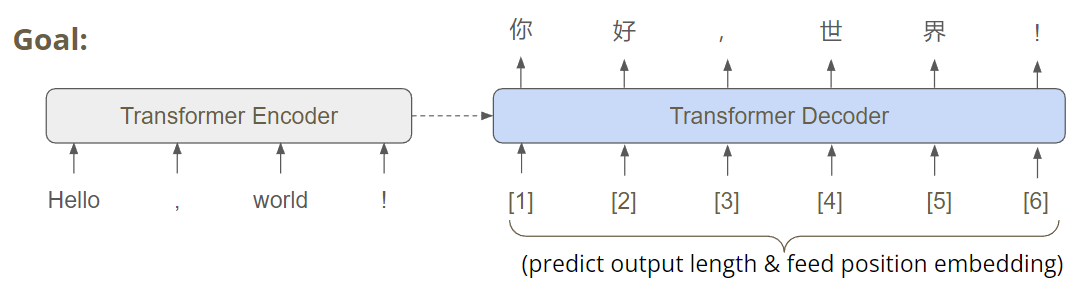 Goal:
你 好 , 世 界 !
Transformer Encoder
Transformer Decoder
Hello , world !
[1] [2] [3] [4] [5] [6]
(predict output length & feed position embedding)